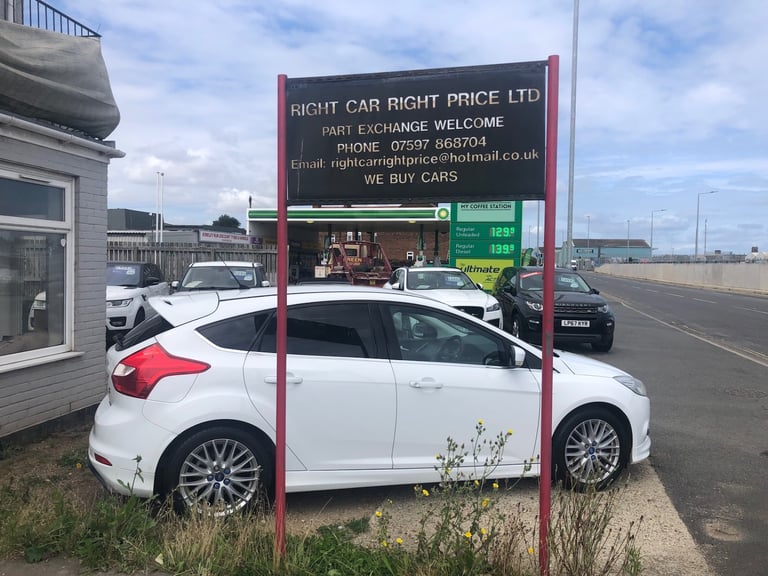 RIGHT CAR RIGHT PRICE LTD
PART EXCHANGE WELCOME
PHONE 07597 868704
Email: rightcarrightprice@hotmail.co.uk
WE BUY CARS
MY COFFEE STATION
Regular
Unleaded 129.9
Regular
Diesel 139.9
ultimate
LP67 KYR